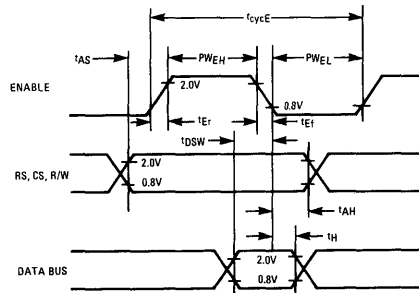 tcycE
tAS
PWEH
PWEL
ENABLE
2.0V
0.8V
tEr
tEf
tDSW
RS, CS, R/W
2.0V
0.8V
tAH
tH
DATA BUS
2.0V
0.8V